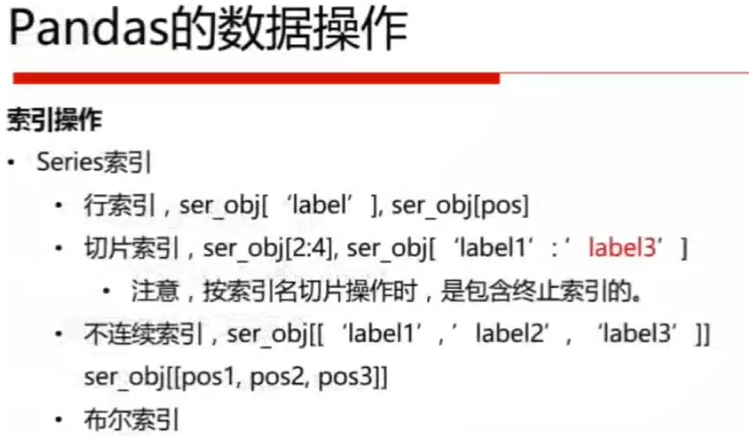 Pandas的数据操作
索引操作
• Series索引
• 行索引，ser_obj[‘label’], ser_obj[pos]
• 切片索引，ser_obj[2:4], ser_obj[‘label1’:’label3’]
• 注意，按索引名切片操作时，是包含终止索引的。
• 不连续索引，ser_obj[[‘label1’,’label2’, ‘label3’]]
ser_obj[[pos1, pos2, pos3]]
• 布尔索引